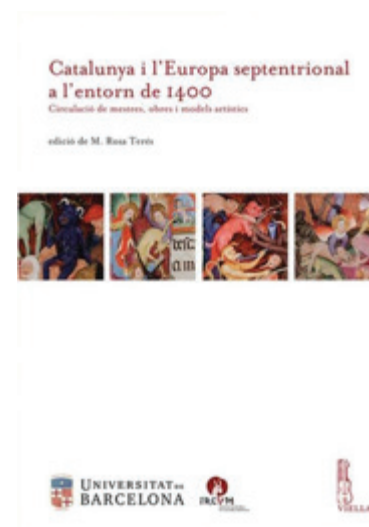 Catalunya i l'Europa septentrional
a l'entorn de 1400
Circulació de mestres, obres i models artístics
edició de M. Rosa Terés
UNIVERSITAT DE
BARCELONA
IRCVM
VIELLA